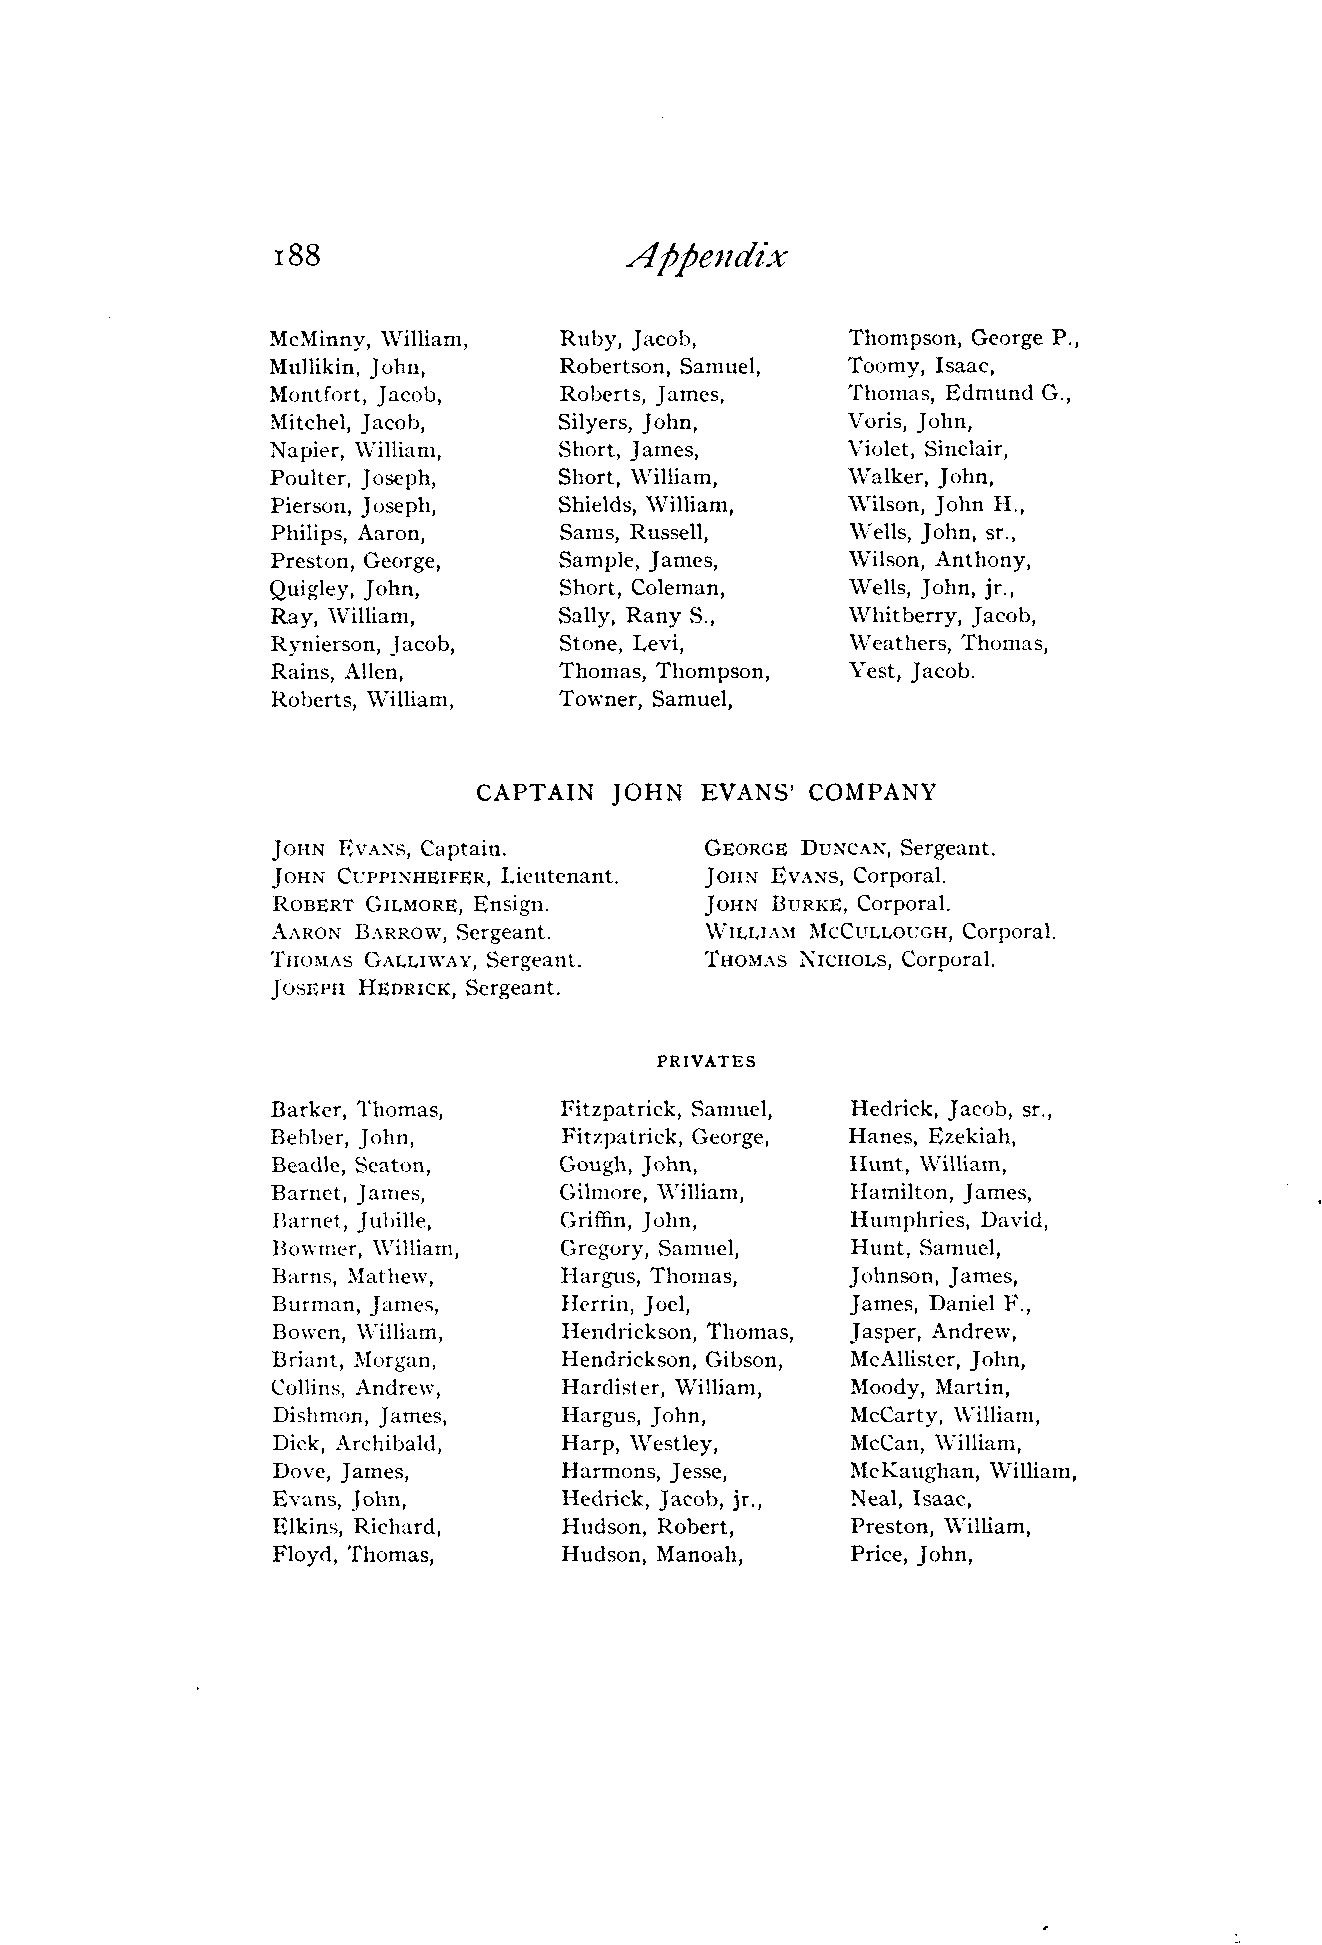 188 Appendix
McMinny, William,
Mullikin, John,
Montfort, Jacob,
Mitchel, Jacob,
Napier, William,
Poulter, Joseph,
Pierson, Joseph,
Philips, Aaron,
Preston, George,
Quigley, John,
Ray, William,
Rynierson, Jacob,
Rains, Allen,
Roberts, William,
Ruby, Jacob,
Robertson, Samuel,
Roberts, James,
Silyers, John,
Short, James,
Short, William,
Shields, William,
Sams, Russell,
Sample, James,
Short, Coleman,
Sally, Rany S.,
Stone, Levi,
Thomas, Thompson,
Towner, Samuel,
Thompson, George P.,
Toomy, Isaac,
Thomas, Edmund G.,
Voris, John,
Violet, Sinclair,
Walker, John,
Wilson, John H.,
Wells, John, sr.,
Wilson, Anthony,
Wells, John, jr.,
Whitberry, Jacob,
Weathers, Thomas,
Yest, Jacob.
CAPTAIN JOHN EVANS' COMPANY
JOHN EVANS, Captain.
JOHN CUPPINHEIFER, Lieutenant.
ROBERT GILMORE, Ensign.
AARON BARROW, Sergeant.
THOMAS GALLIWAY, Sergeant.
JOSEPH HEDRICK, Sergeant.
GEORGE DUNCAN, Sergeant.
JOHN EVANS, Corporal.
JOHN BURKE, Corporal.
WILLIAM MCCULLOUGH, Corporal.
THOMAS NICHOLS, Corporal.
PRIVATES
Barker, Thomas,
Bebber, John,
Beadle, Seaton,
Barnet, James,
Barnet, Jubille,
Bowmer, William,
Barns, Mathew,
Burman, James,
Bowen, William,
Briant, Morgan,
Collins, Andrew,
Dishmon, James,
Dick, Archibald,
Dove, James,
Evans, John,
Elkins, Richard,
Floyd, Thomas,
Fitzpatrick, Samuel,
Fitzpatrick, George,
Gough, John,
Gilmore, William,
Griffin, John,
Gregory, Samuel,
Hargus, Thomas,
Herrin, Joel,
Hendrickson, Thomas,
Hendrickson, Gibson,
Hardister, William,
Hargus, John,
Harp, Westley,
Harmons, Jesse,
Hedrick, Jacob, jr.,
Hudson, Robert,
Hudson, Manoah,
Hedrick, Jacob, sr.,
Hanes, Ezekiah,
Hunt, William,
Hamilton, James,
Humphries, David,
Hunt, Samuel,
Johnson, James,
James, Daniel F.,
Jasper, Andrew,
McAllister, John,
Moody, Martin,
McCarty, William,
McCan, William,
McKaughan, William,
Neal, Isaac,
Preston, William,
Price, John,